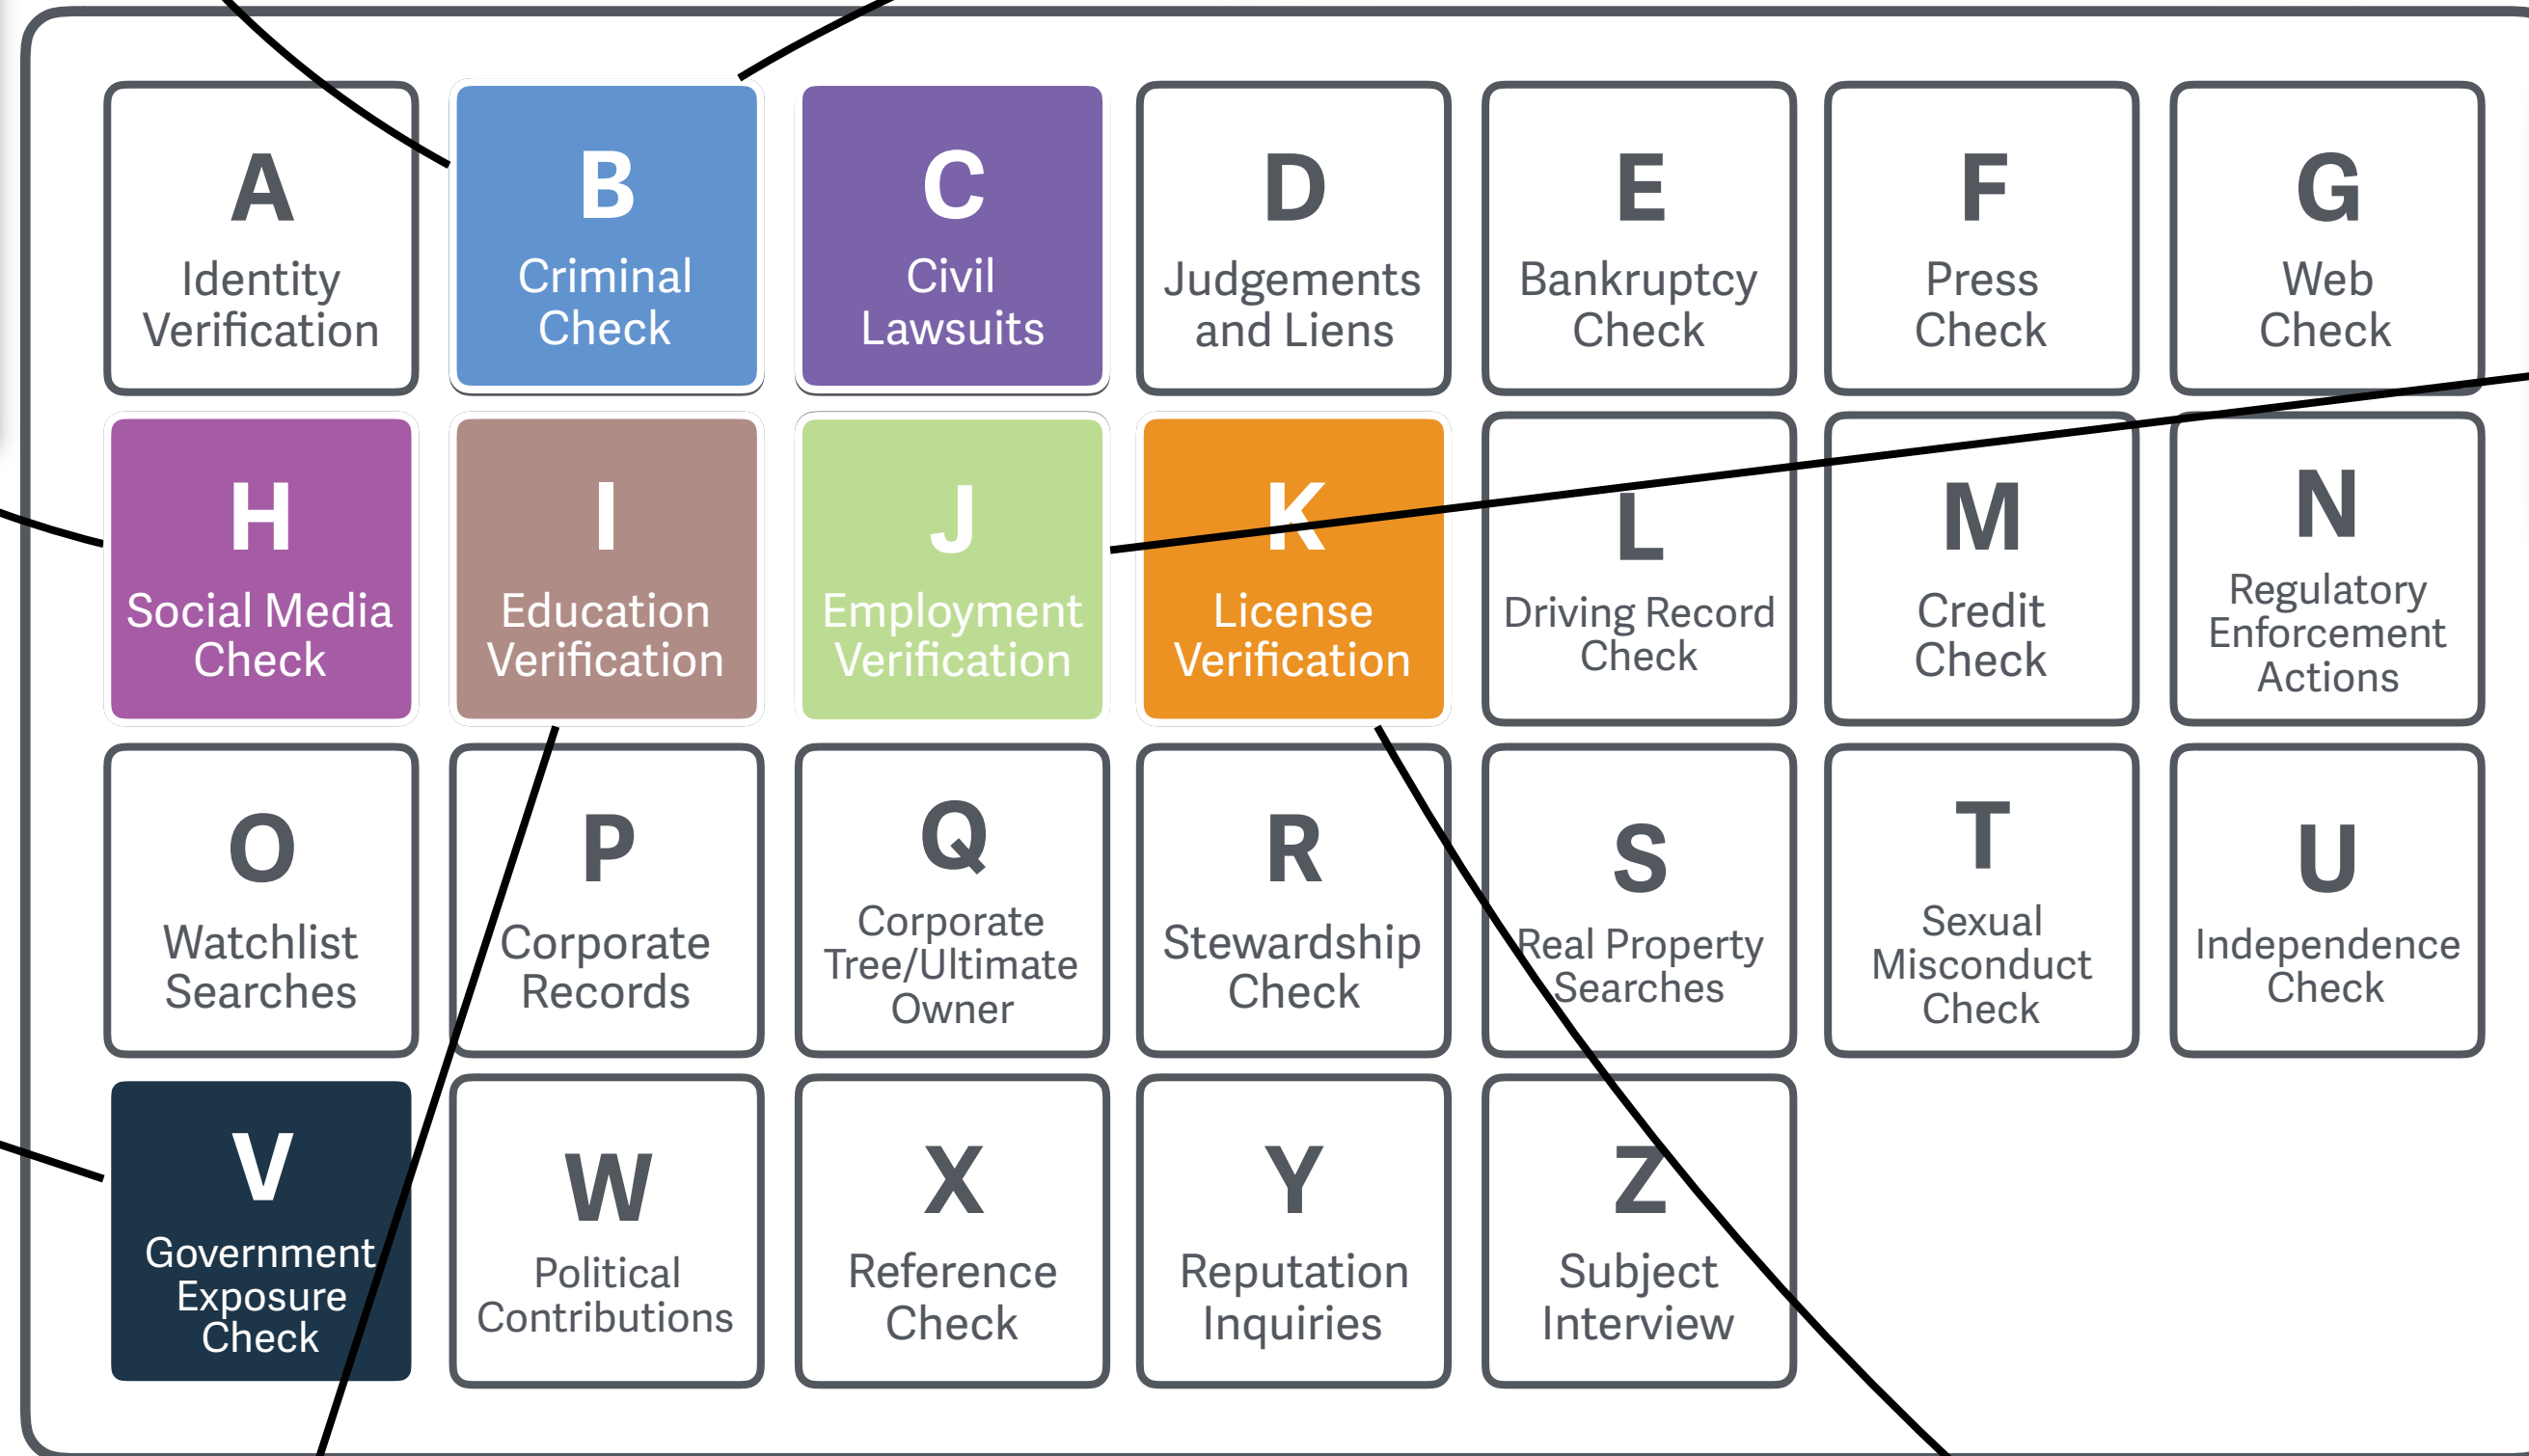 A
Identity
Verification
B
Criminal
Check
C
Civil
Lawsuits
D
Judgements
and Liens
E
Bankruptcy
Check
F
Press
Check
G
Web
Check
H
Social Media
Check
I
Education
Verification
J
Employment
Verification
K
License
Verification
L
Driving Record
Check
M
Credit
Check
N
Regulatory
Enforcement
Actions
O
Watchlist
Searches
P
Corporate
Records
Q
Corporate
Tree/Ultimate
Owner
R
Stewardship
Check
S
Real Property
Searches
T
Sexual
Misconduct
Check
U
Independence
Check
V
Government
Exposure
Check
W
Political
Contributions
X
Reference
Check
Y
Reputation
Inquiries
Z
Subject
Interview